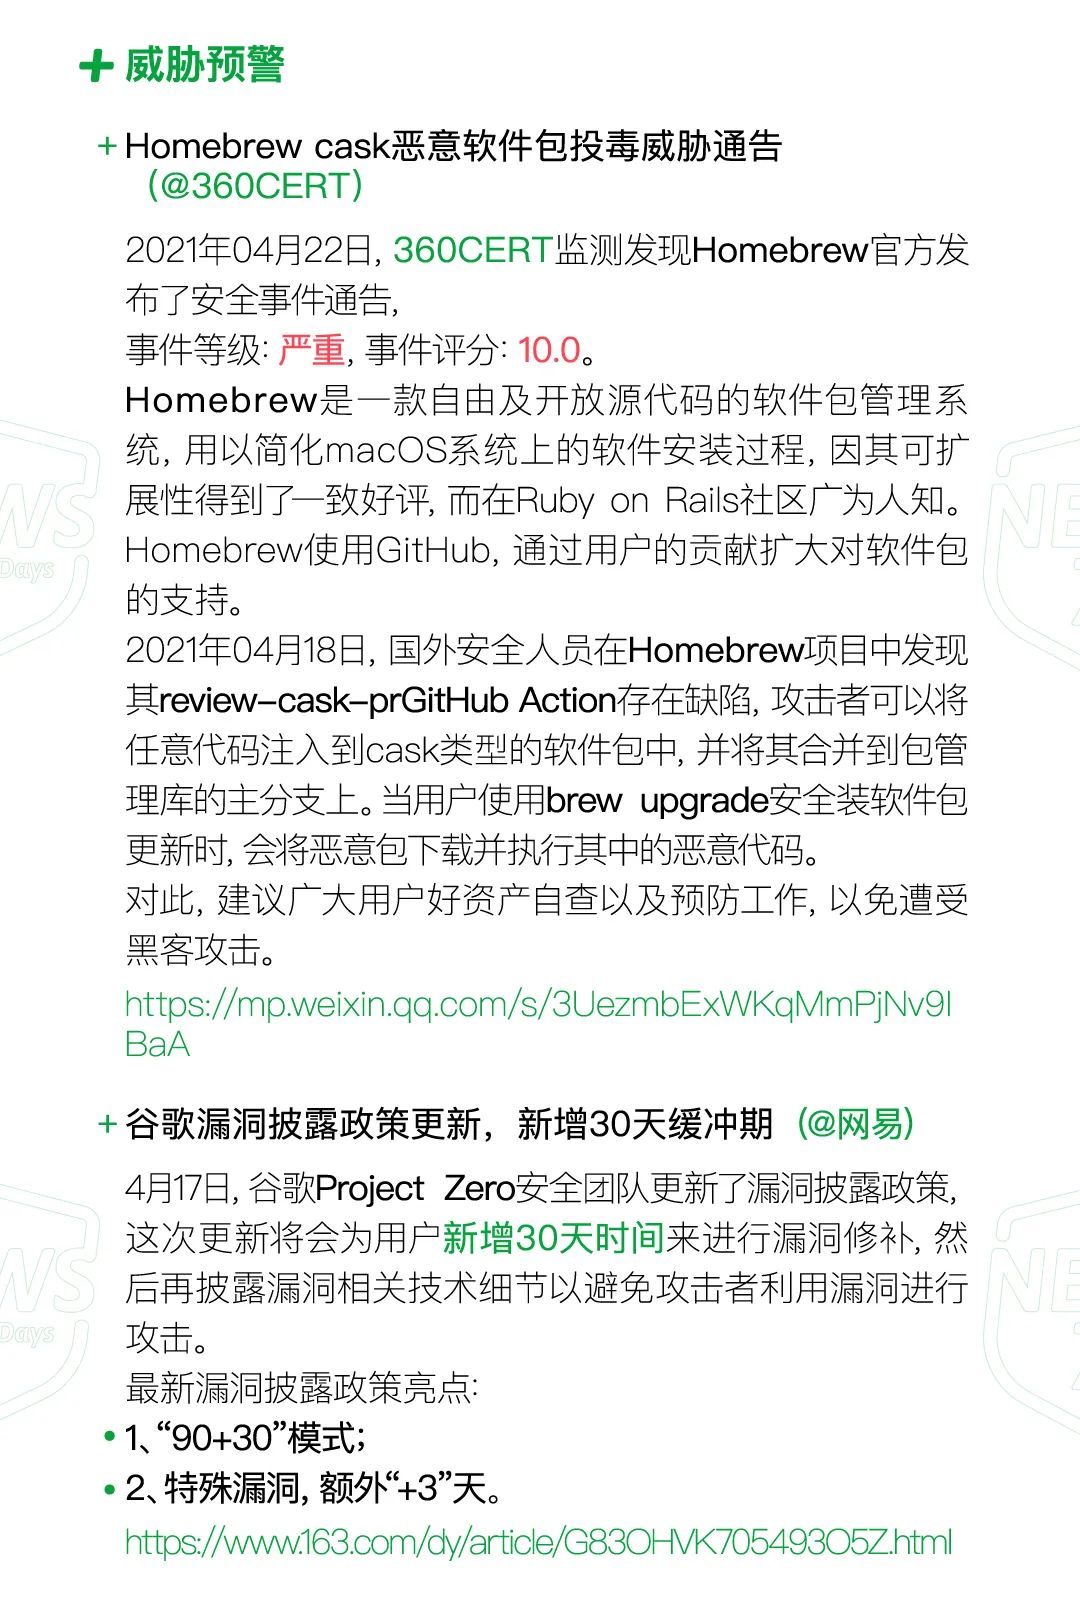 威胁预警
+ Homebrew cask恶意软件包投毒威胁通告
（@360CERT）
2021年04月22日, 360CERT监测发现Homebrew官方发
布了安全事件通告,
事件等级: 严重, 事件评分: 10.0。
Homebrew是一款自由及开放源代码的软件包管理系
统, 用以简化macOS系统上的软件安装过程, 因其可扩
展性得到了一致好评, 而在Ruby on Rails社区广为人知。
Homebrew使用GitHub, 通过用户的贡献扩大对软件包
的支持。
2021年04月18日, 国外安全人员在Homebrew项目中发现
其review-cask-prGitHub Action存在缺陷, 攻击者可以将
任意代码注入到cask类型的软件包中, 并将其合并到包管
理库的主分支上。当用户使用brew upgrade安全装软件包
更新时, 会将恶意包下载并执行其中的恶意代码。
对此, 建议广大用户好资产自查以及预防工作, 以免遭受
黑客攻击。
https://mp.weixin.qq.com/s/3UezmbExWKqMmPjNv9I
BaA
+ 谷歌漏洞披露政策更新，新增30天缓冲期（@网易）
4月17日, 谷歌Project Zero安全团队更新了漏洞披露政策,
这次更新将会为用户新增30天时间来进行漏洞修补, 然
后再披露漏洞相关技术细节以避免攻击者利用漏洞进行
攻击。
最新漏洞披露政策亮点:
• 1、“90+30”模式;
• 2、特殊漏洞, 额外“+3”天。
https://www.163.com/dy/article/G83OHVK705493O5Z.html
WS
Days
NE
WS
Days
NE